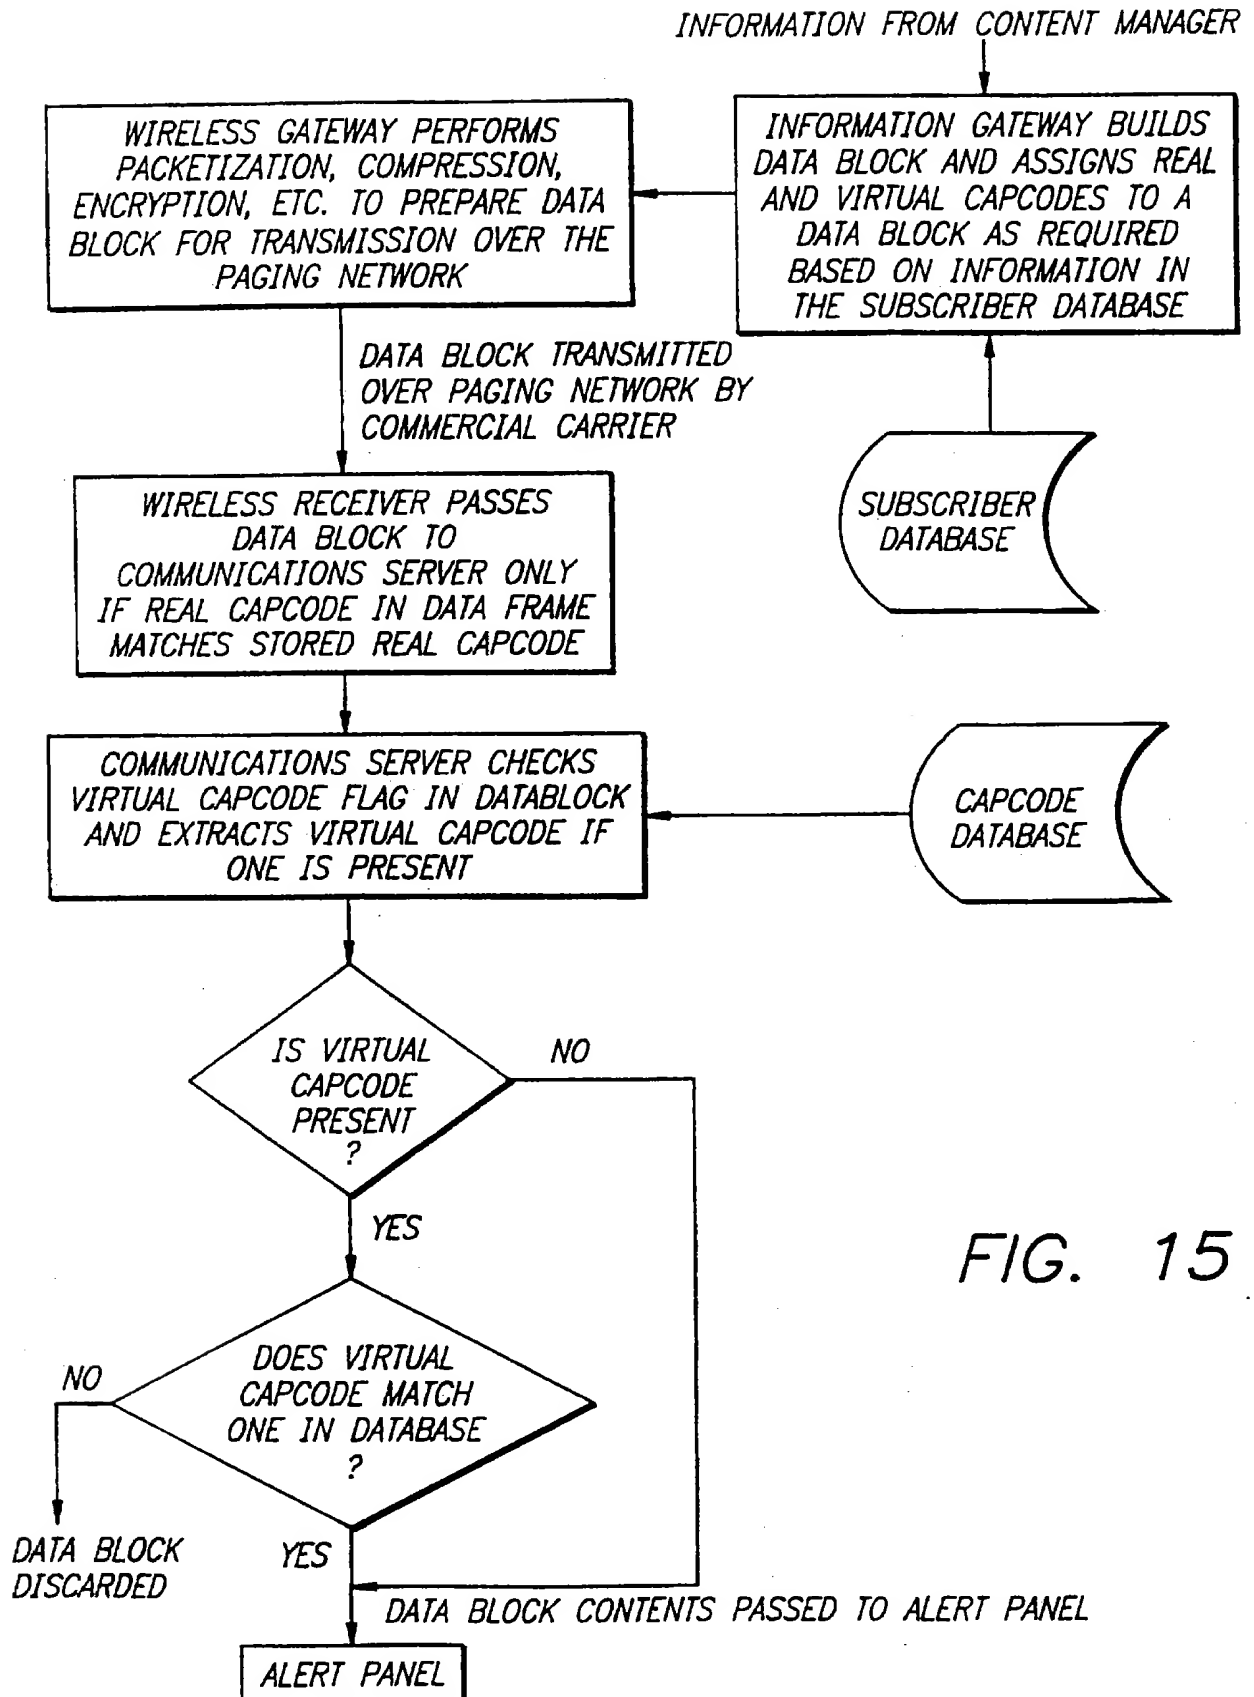 INFORMATION FROM CONTENT MANAGER
WIRELESS GATEWAY PERFORMS
PACKETIZATION, COMPRESSION,
ENCRYPTION, ETC. TO PREPARE DATA
BLOCK FOR TRANSMISSION OVER THE
PAGING NETWORK
INFORMATION GATEWAY BUILDS
DATA BLOCK AND ASSIGNS REAL
AND VIRTUAL CAPCODES TO A
DATA BLOCK AS REQUIRED
BASED ON INFORMATION IN
THE SUBSCRIBER DATABASE
DATA BLOCK TRANSMITTED
OVER PAGING NETWORK BY
COMMERCIAL CARRIER
SUBSCRIBER
DATABASE
WIRELESS RECEIVER PASSES
DATA BLOCK TO
COMMUNICATIONS SERVER ONLY
IF REAL CAPCODE IN DATA FRAME
MATCHES STORED REAL CAPCODE
COMMUNICATIONS SERVER CHECKS
VIRTUAL CAPCODE FLAG IN DATABLOCK
AND EXTRACTS VIRTUAL CAPCODE IF
ONE IS PRESENT
CAPCODE
DATABASE
IS VIRTUAL
CAPCODE
PRESENT
?
NO
YES
FIG. 15
DOES VIRTUAL
CAPCODE MATCH
ONE IN DATABASE
?
NO
DATA BLOCK
DISCARDED
YES
DATA BLOCK CONTENTS PASSED TO ALERT PANEL
ALERT PANEL